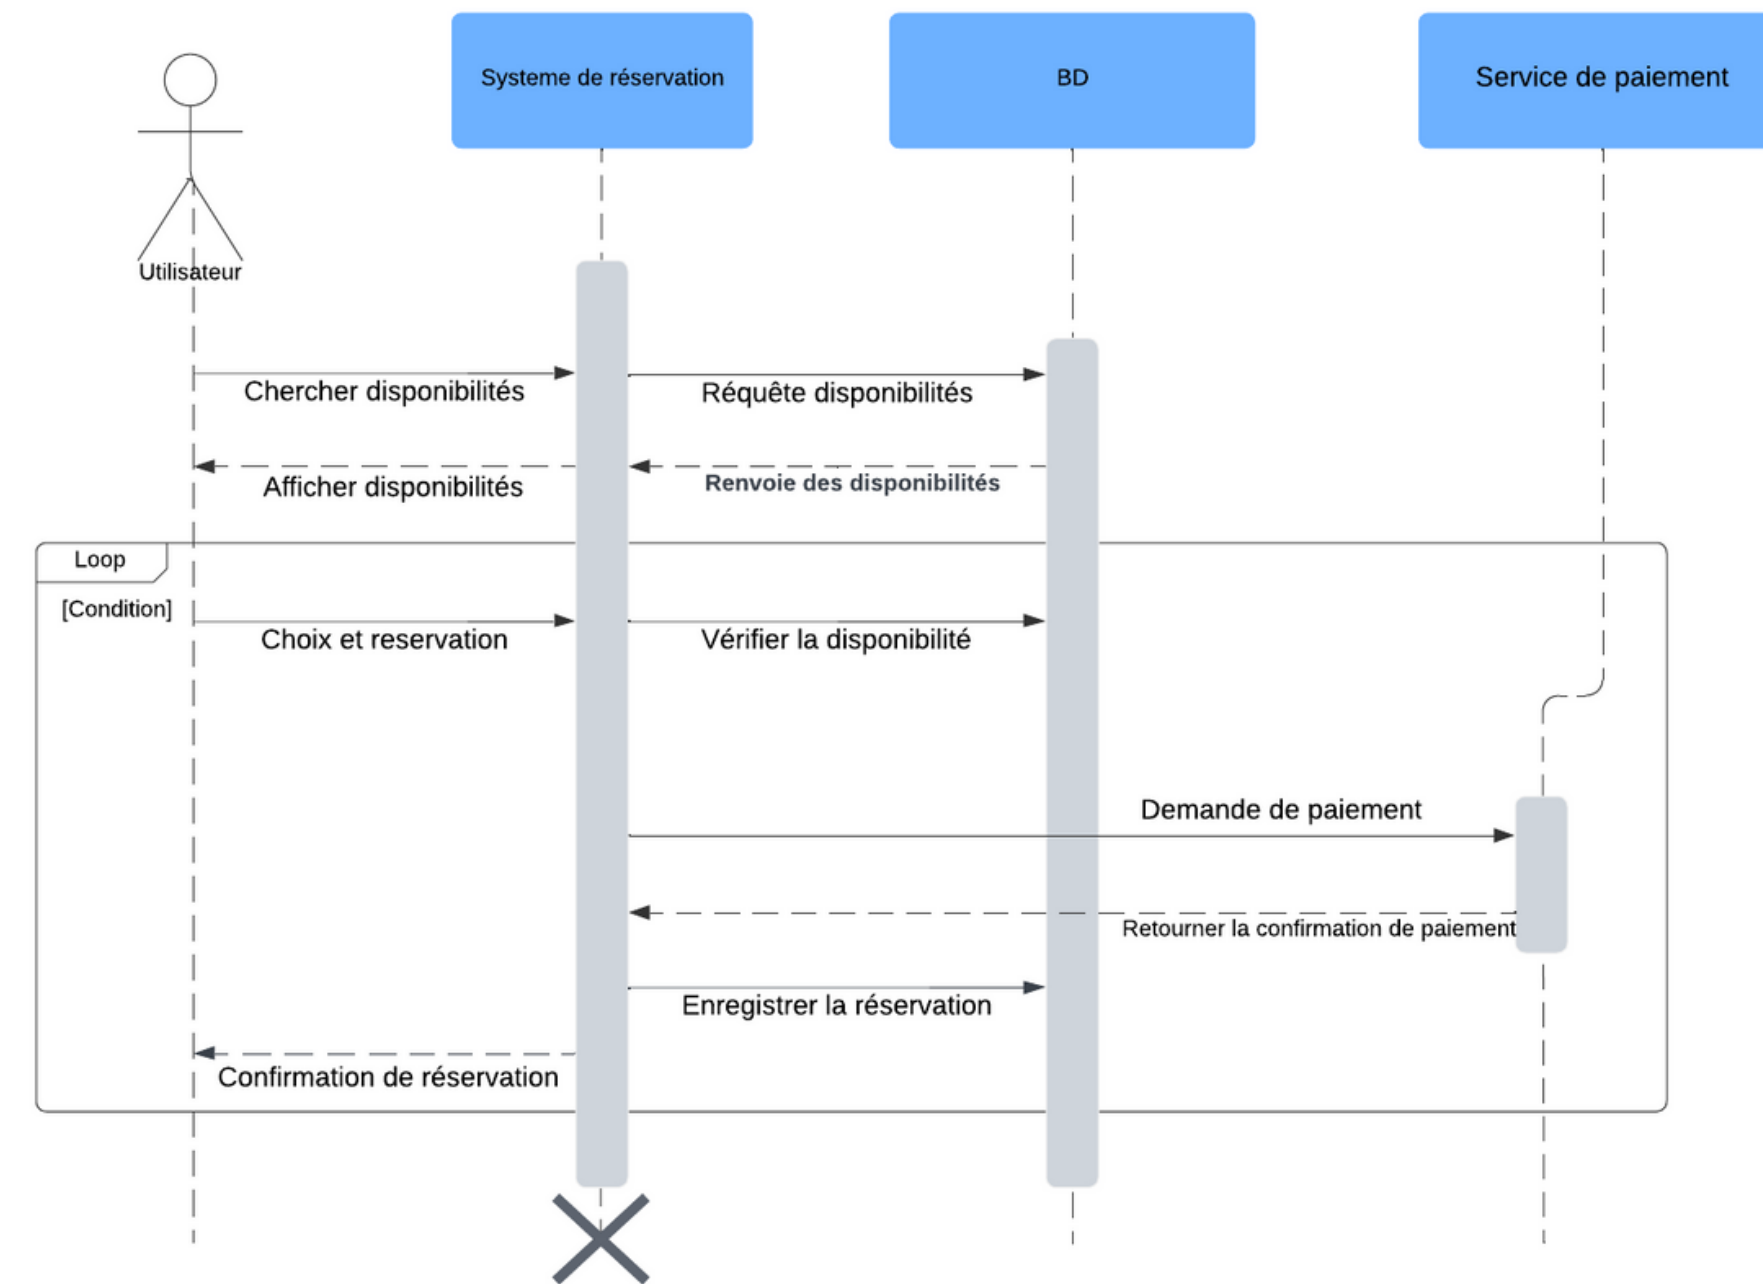 Systeme de réservation
BD
Service de paiement
Utilisateur
Chercher disponibilités
Réquête disponibilités
Afficher disponibilités
Renvoie des disponibilités
Loop
[Condition]
Choix et reservation
Vérifier la disponibilité
Demande de paiement
Retourner la confirmation de paiement
Enregistrer la réservation
Confirmation de réservation